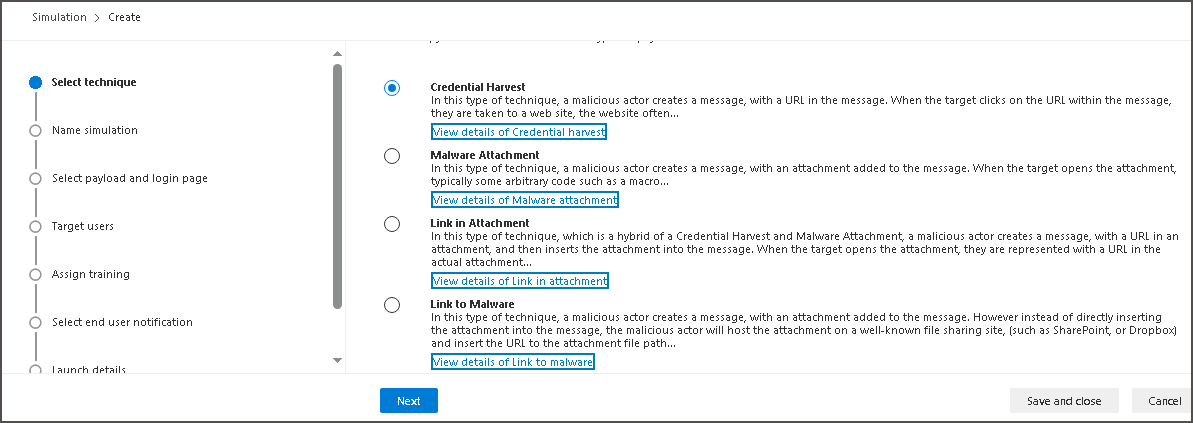 Simulation > Create
Select technique
Name simulation
Select payload and login page
Target users
Assign training
Select end user notification
Launch details
Credential Harvest
In this type of technique, a malicious actor creates a message, with a URL in the message. When the target clicks on the URL within the message,
they are taken to a web site, the website often...
View details of Credential harvest
Malware Attachment
In this type of technique, a malicious actor creates a message, with an attachment added to the message. When the target opens the attachment,
typically some arbitrary code such as a macro...
View details of Malware attachment
Link in Attachment
In this type of technique, which is a hybrid of a Credential Harvest and Malware Attachment, a malicious actor creates a message, with a URL in an
attachment, and then inserts the attachment into the message. When the target opens the attachment, they are represented with a URL in the
actual attachment...
View details of Link in attachment
Link to Malware
In this type of technique, a malicious actor creates a message, with an attachment added to the message. However instead of directly inserting
the attachment into the message, the malicious actor will host the attachment on a well-known file sharing site, (such as SharePoint, or Dropbox)
and insert the URL to the attachment file path...
View details of Link to malware
Next
Save and close
Cancel